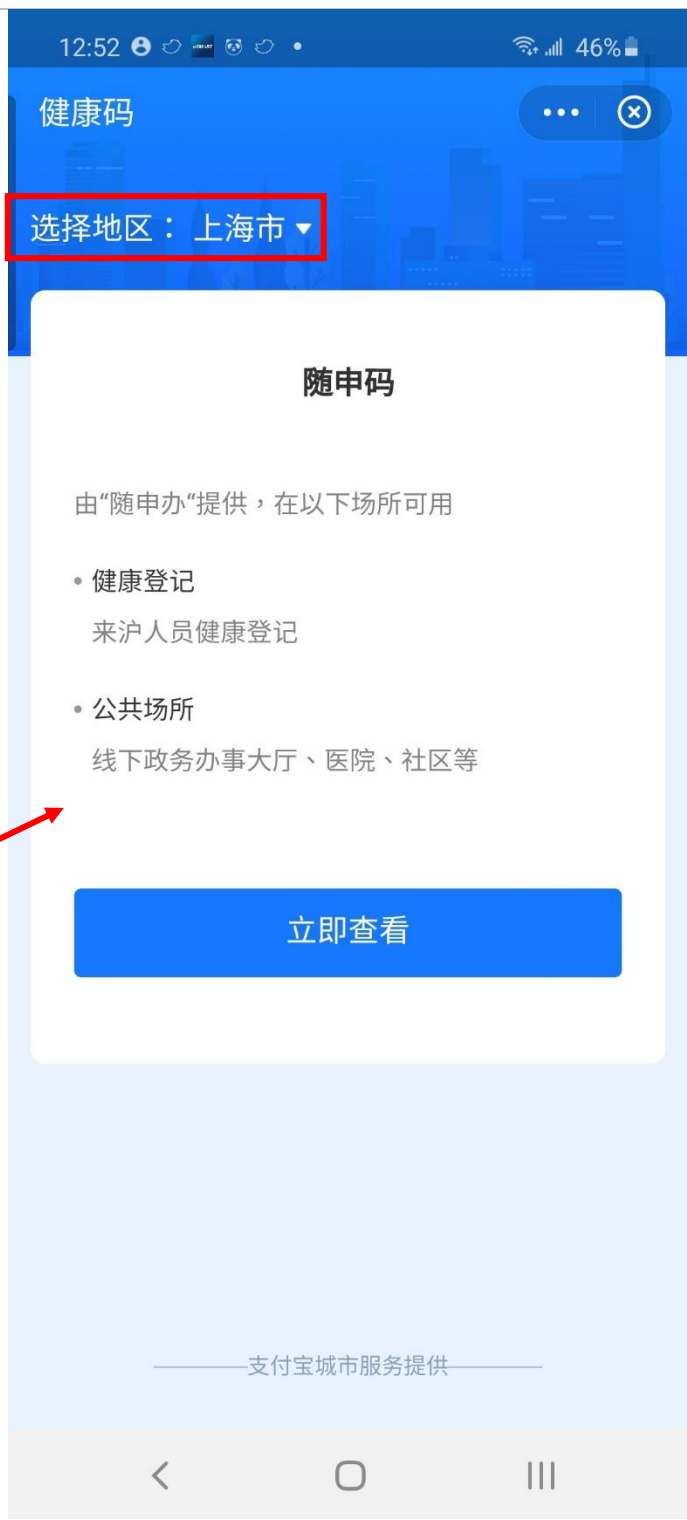 12:52
46%
健康码
选择地区：上海市
随申码
由“随申办“提供，在以下场所可用
• 健康登记
来沪人员健康登记
• 公共场所
线下政务办事大厅、医院、社区等
立即查看
支付宝城市服务提供